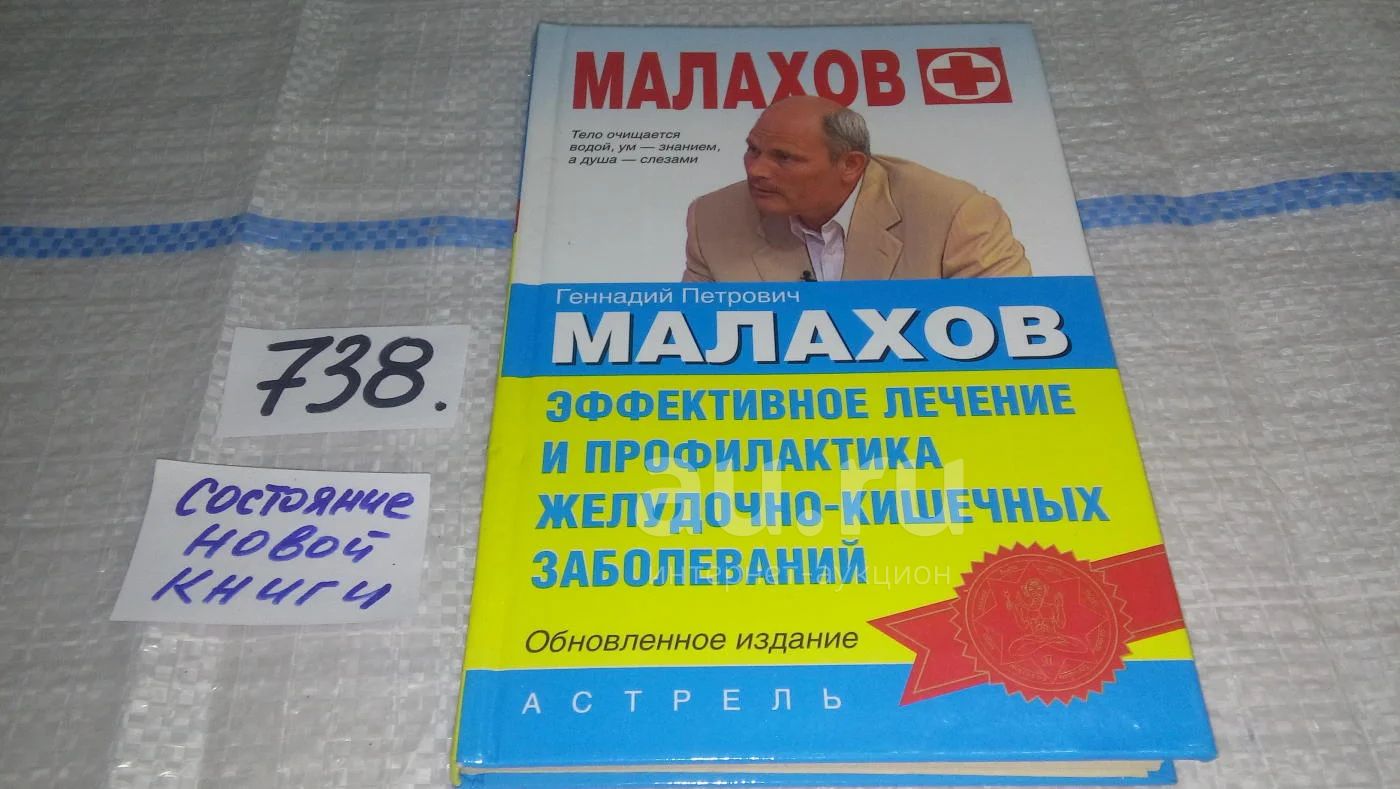 МАЛАХОВ
Тело очищается
водой, ум — знанием,
а душа — слезами
Геннадий Петрович
МАЛАХОВ
ЭФФЕКТИВНОЕ ЛЕЧЕНИЕ
И ПРОФИЛАКТИКА
ЖЕЛУДОЧНО-КИШЕЧНЫХ
ЗАБОЛЕВАНИЙ
Обновленное издание
АСТРЕЛЬ
738.
Состояние
новой
книги
au.ru
интернет-аукцион